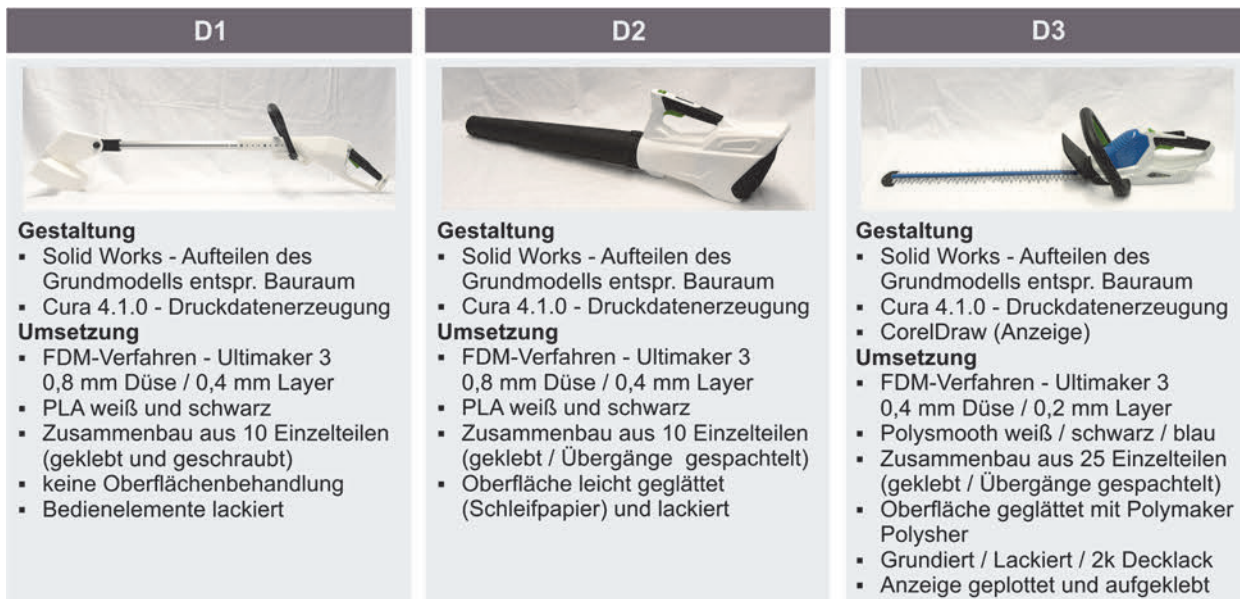 D1
Gestaltung
▪ Solid Works - Aufteilen des
Grundmodells entspr. Bauraum
▪ Cura 4.1.0 - Druckdatenerzeugung
Umsetzung
▪ FDM-Verfahren - Ultimaker 3
0,8 mm Düse / 0,4 mm Layer
▪ PLA weiß und schwarz
▪ Zusammenbau aus 10 Einzelteilen
(geklebt und geschraubt)
▪ keine Oberflächenbehandlung
▪ Bedienelemente lackiert
D2
Gestaltung
▪ Solid Works - Aufteilen des
Grundmodells entspr. Bauraum
▪ Cura 4.1.0 - Druckdatenerzeugung
Umsetzung
▪ FDM-Verfahren - Ultimaker 3
0,8 mm Düse / 0,4 mm Layer
▪ PLA weiß und schwarz
▪ Zusammenbau aus 10 Einzelteilen
(geklebt / Übergänge gespachtelt)
▪ Oberfläche leicht geglättet
(Schleifpapier) und lackiert
D3
Gestaltung
▪ Solid Works - Aufteilen des
Grundmodells entspr. Bauraum
▪ Cura 4.1.0 - Druckdatenerzeugung
▪ CorelDraw (Anzeige)
Umsetzung
▪ FDM-Verfahren - Ultimaker 3
0,4 mm Düse / 0,2 mm Layer
▪ Polysmooth weiß / schwarz / blau
▪ Zusammenbau aus 25 Einzelteilen
(geklebt / Übergänge gespachtelt)
▪ Oberfläche geglättet mit Polymaker
Polysher
▪ Grundiert / Lackiert / 2k Decklack
▪ Anzeige geplottet und aufgeklebt